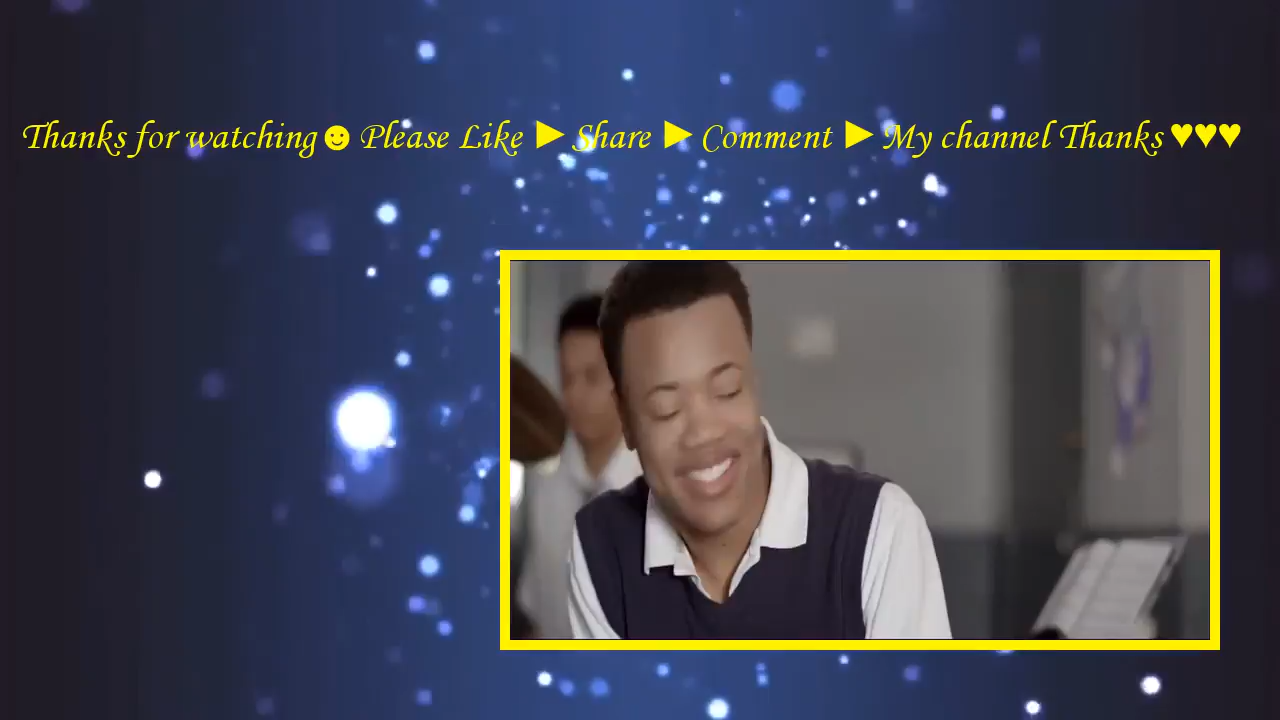 Thanks for watching☻Please Like ► Share ► Comment ► My channel Thanks ♥♥♥